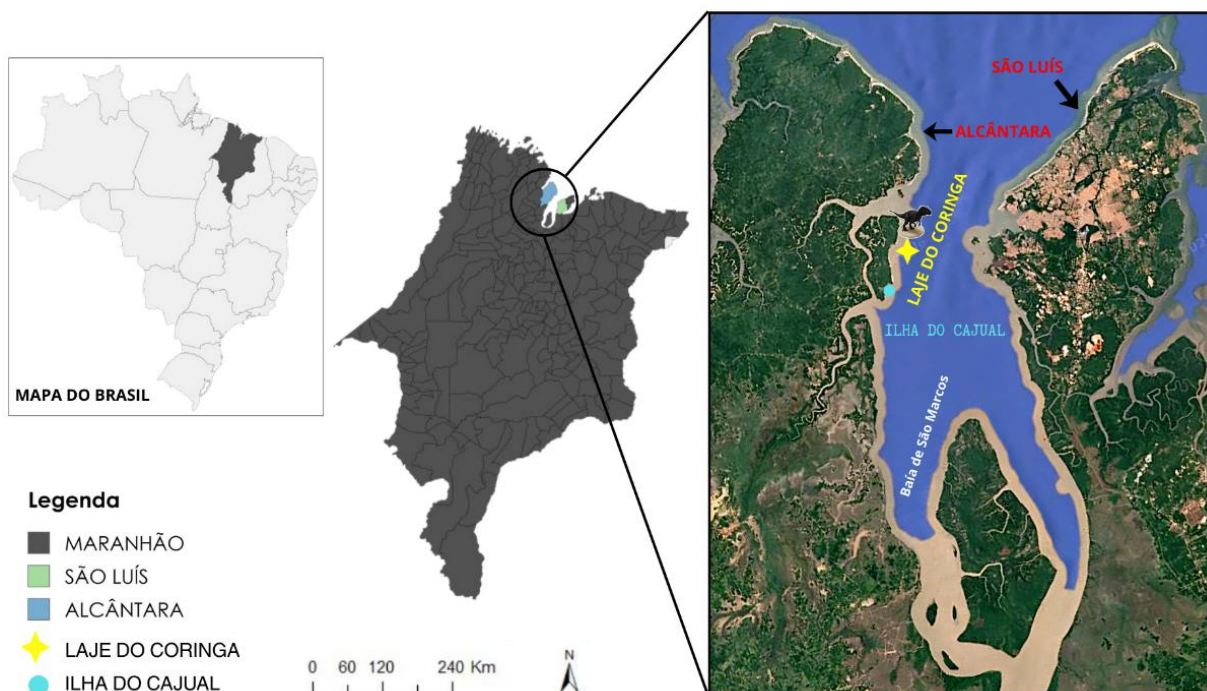 MAPA DO BRASIL
Legenda
MARANHÃO
SÃO LUÍS
ALCÂNTARA
LAJE DO CORINGA
ILHA DO CAJUAL
0 60 120 240 Km
N
SÃO LUÍS
ALCÂNTARA
LAJE DO CORINGA
ILHA DO CAJUAL
Baía de São Marcos